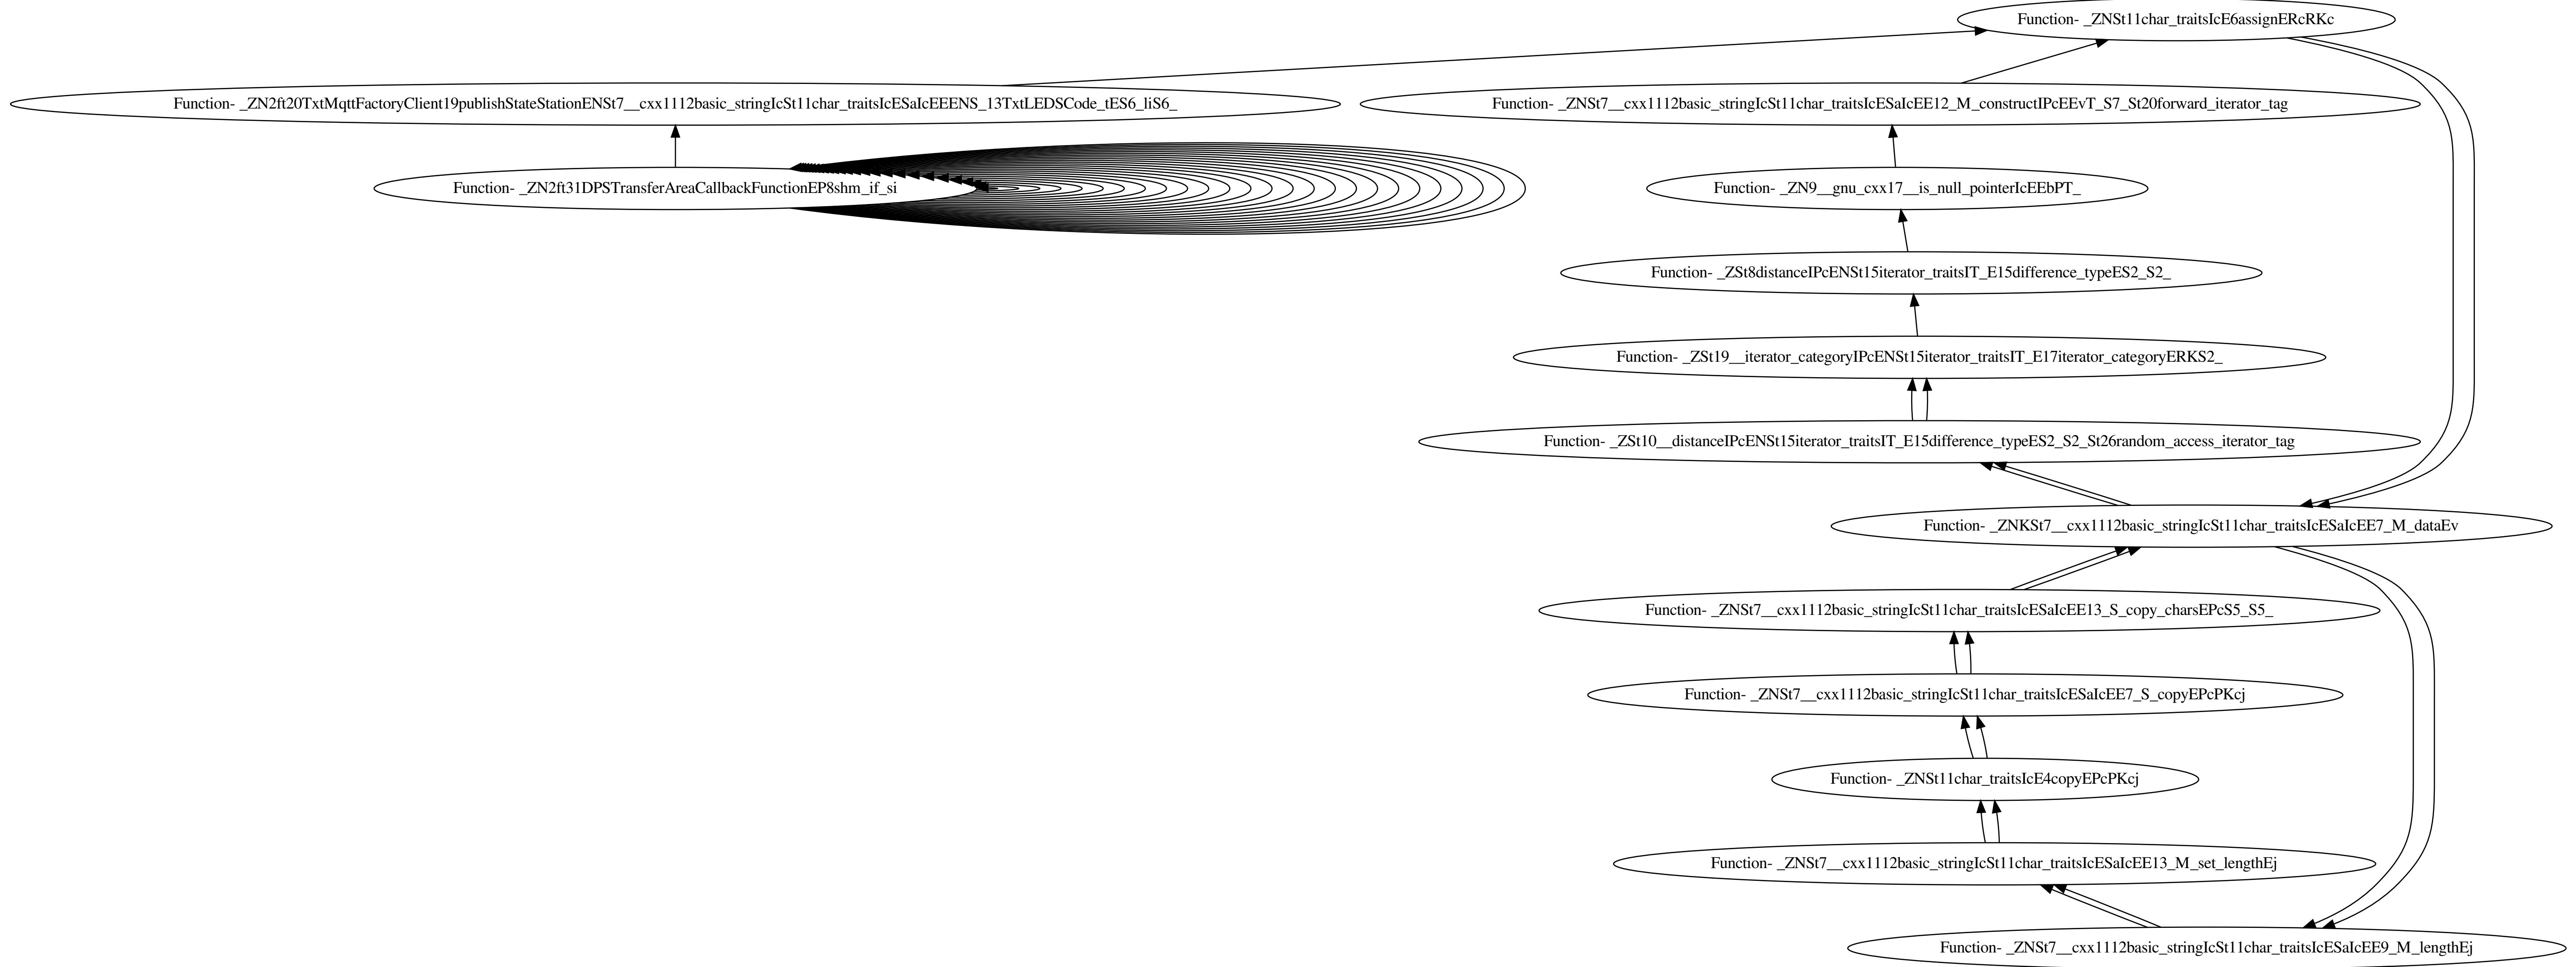 Function- _ZNSt11char_traitsIcE6assignERcRKc
Function- _ZN2ft20TxtMqttFactoryClient19publishStateStationENSt7__cxx1112basic_stringIcSt11char_traitsIcESaIcEEENS_13TxtLEDSCode_tES6_liS6_
Function- _ZNSt7__cxx1112basic_stringIcSt11char_traitsIcESaIcEE12_M_constructIPcEEvT_S7_St20forward_iterator_tag
Function- _ZN2ft31DPSTransferAreaCallbackFunctionEP8shm_if_si
Function- _ZN9__gnu_cxx17__is_null_pointerIcEEbPT_
Function- _ZSt8distanceIPcENSt15iterator_traitsIT_E15difference_typeES2_S2_
Function- _ZSt19__iterator_categoryIPcENSt15iterator_traitsIT_E17iterator_categoryERKS2_
Function- _ZSt10__distanceIPcENSt15iterator_traitsIT_E15difference_typeES2_S2_St26random_access_iterator_tag
Function- _ZNKSt7__cxx1112basic_stringIcSt11char_traitsIcESaIcEE7_M_dataEv
Function- _ZNSt7__cxx1112basic_stringIcSt11char_traitsIcESaIcEE13_S_copy_charsEPcS5_S5_
Function- _ZNSt7__cxx1112basic_stringIcSt11char_traitsIcESaIcEE7_S_copyEPcPKcj
Function- _ZNSt11char_traitsIcE4copyEPcPKcj
Function- _ZNSt7__cxx1112basic_stringIcSt11char_traitsIcESaIcEE13_M_set_lengthEj
Function- _ZNSt7__cxx1112basic_stringIcSt11char_traitsIcESaIcEE9_M_lengthEj